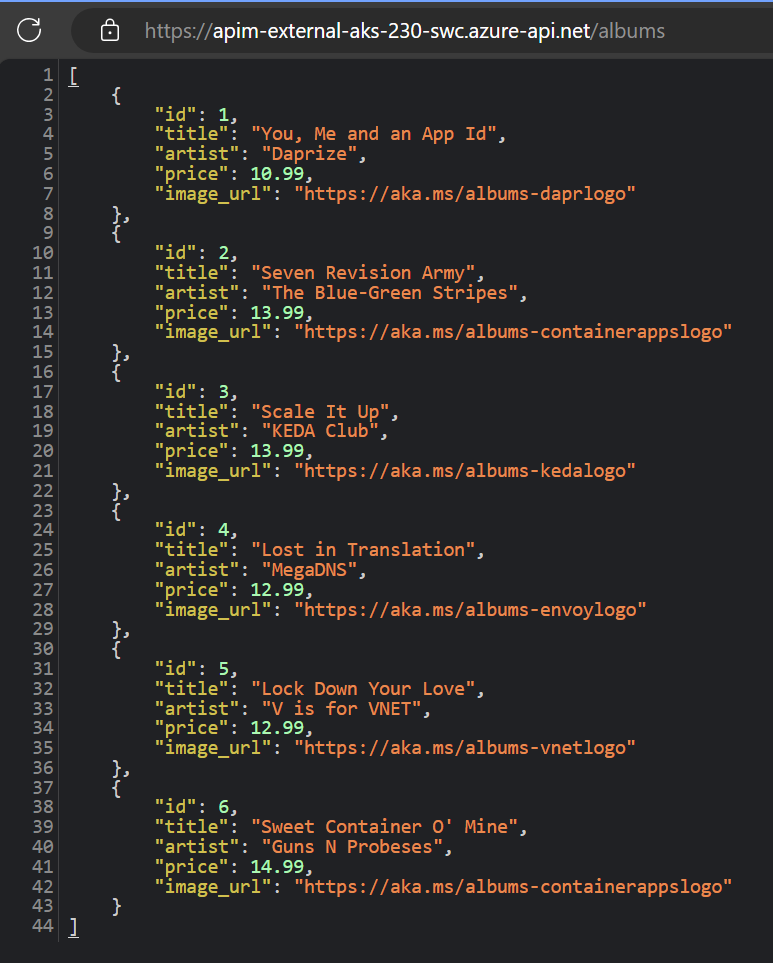 https://apim-external-aks-230-swc.azure-api.net/albums
1 [
2 {
3 "id": 1,
4 "title": "You, Me and an App Id",
5 "artist": "Daprize",
6 "price": 10.99,
7 "image_url": "https://aka.ms/albums-daprlogo"
8 },
9 {
10 "id": 2,
11 "title": "Seven Revision Army",
12 "artist": "The Blue-Green Stripes",
13 "price": 13.99,
14 "image_url": "https://aka.ms/albums-containerappslogo"
15 },
16 {
17 "id": 3,
18 "title": "Scale It Up",
19 "artist": "KEDA Club",
20 "price": 13.99,
21 "image_url": "https://aka.ms/albums-kedalogo"
22 },
23 {
24 "id": 4,
25 "title": "Lost in Translation",
26 "artist": "MegaDNS",
27 "price": 12.99,
28 "image_url": "https://aka.ms/albums-envoylogo"
29 },
30 {
31 "id": 5,
32 "title": "Lock Down Your Love",
33 "artist": "V is for VNET",
34 "price": 12.99,
35 "image_url": "https://aka.ms/albums-vnetlogo"
36 },
37 {
38 "id": 6,
39 "title": "Sweet Container O' Mine",
40 "artist": "Guns N Probeses",
41 "price": 14.99,
42 "image_url": "https://aka.ms/albums-containerappslogo"
43 }
44 ]